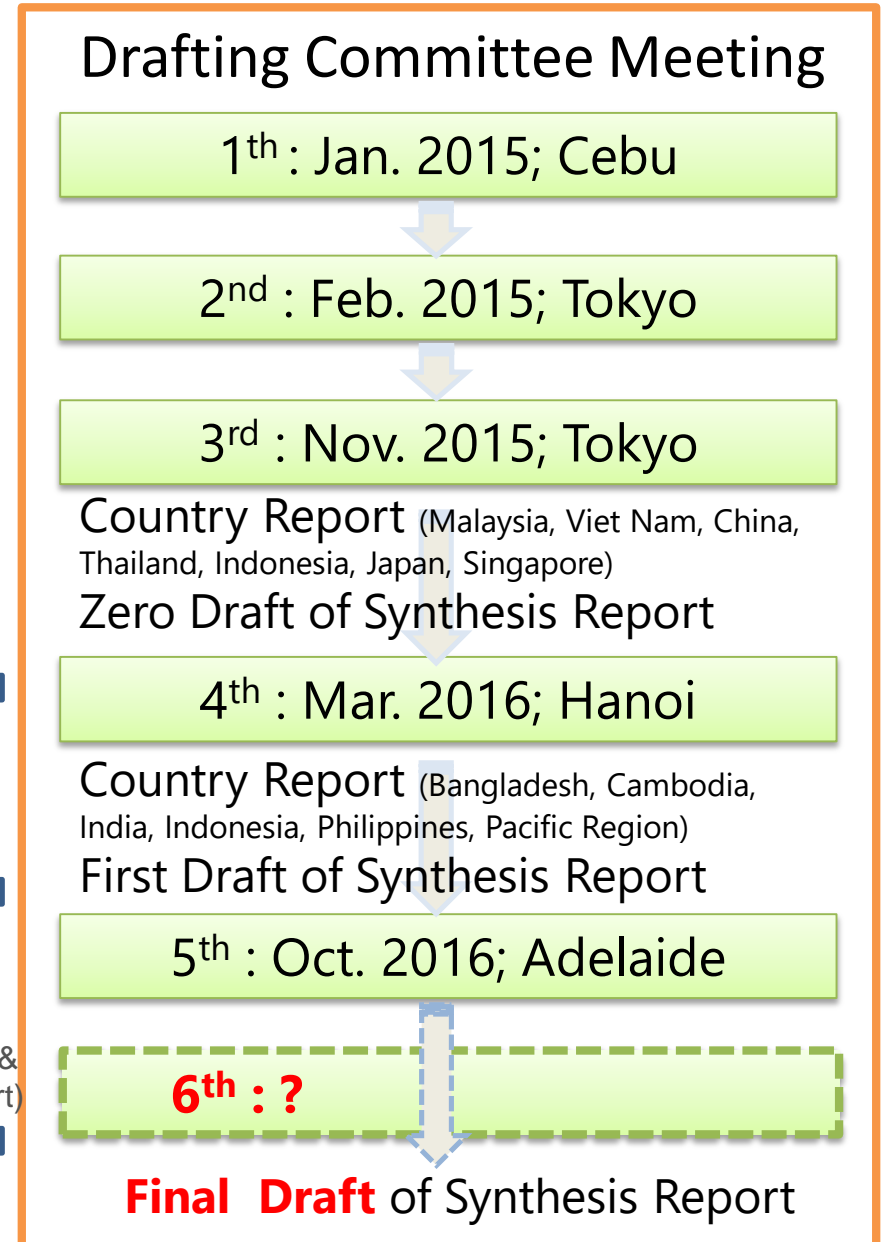 Drafting Committee Meeting
1th : Jan. 2015; Cebu
2nd : Feb. 2015; Tokyo
3rd : Nov. 2015; Tokyo
Country Report (Malaysia, Viet Nam, China,
Thailand, Indonesia, Japan, Singapore)
Zero Draft of Synthesis Report
4th : Mar. 2016; Hanoi
Country Report (Bangladesh, Cambodia,
India, Indonesia, Philippines, Pacific Region)
First Draft of Synthesis Report
5th : Oct. 2016; Adelaide
&
rt)
6th : ?
Final Draft of Synthesis Report